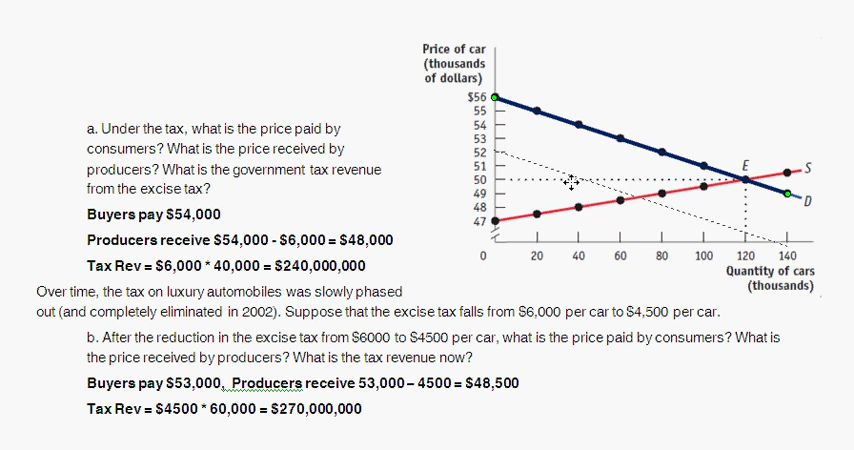 Price of car
(thousands
of dollars)
$56
55
54
53
52
51
50
49
48
47
E
S
D
0 20 40 60 80 100 120 140
Quantity of cars
(thousands)
a. Under the tax, what is the price paid by
consumers? What is the price received by
producers? What is the government tax revenue
from the excise tax?
Buyers pay $54,000
Producers receive $54,000 - $6,000 = $48,000
Tax Rev = $6,000 * 40,000 = $240,000,000
Over time, the tax on luxury automobiles was slowly phased
out (and completely eliminated in 2002). Suppose that the excise tax falls from $6,000 per car to $4,500 per car.
b. After the reduction in the excise tax from $6000 to $4500 per car, what is the price paid by consumers? What is
the price received by producers? What is the tax revenue now?
Buyers pay $53,000, Producers receive 53,000 – 4500 = $48,500
Tax Rev = $4500 * 60,000 = $270,000,000